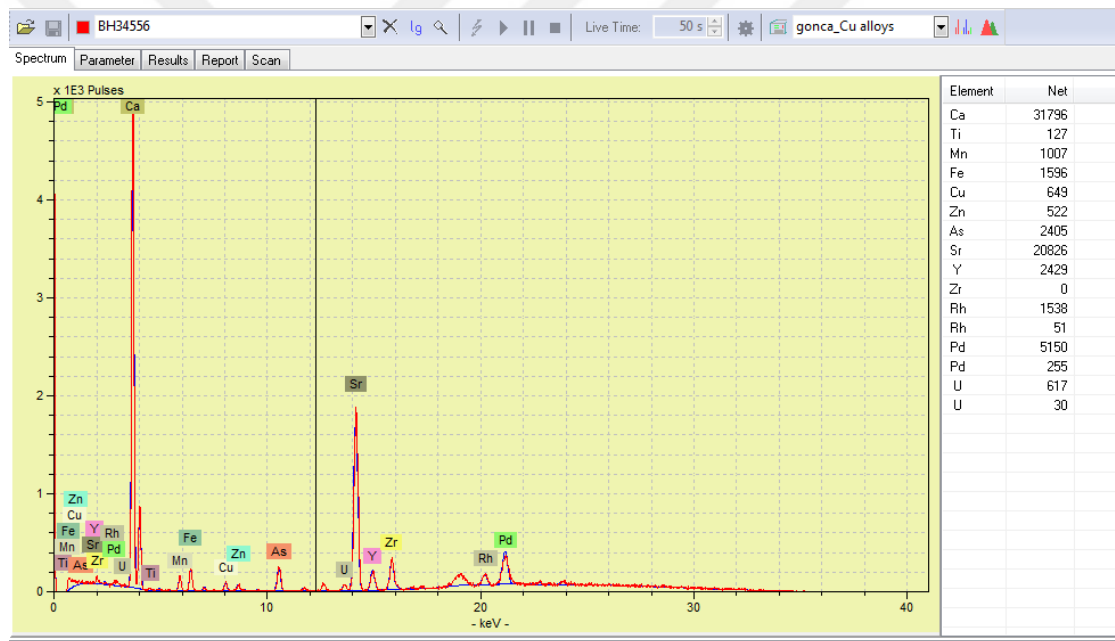 BH34556 lg Live Time: 50 s gonca_Cu alloys
Spectrum Parameter Results Report Scan
x 1E3 Pulses
Pd Ca
5
4
3
2
1
0
Sr
Zn
Cu
Fe Y Rh
Mn Sr Pd
Ti As Zr U
Ti Mn Fe
Cu Zn As
U Y Zr
Rh Pd
0 10 20 30 40
- keV -
Element Net
Ca 31796
Ti 127
Mn 1007
Fe 1596
Cu 649
Zn 522
As 2405
Sr 20826
Y 2429
Zr 0
Rh 1538
Rh 51
Pd 5150
Pd 255
U 617
U 30